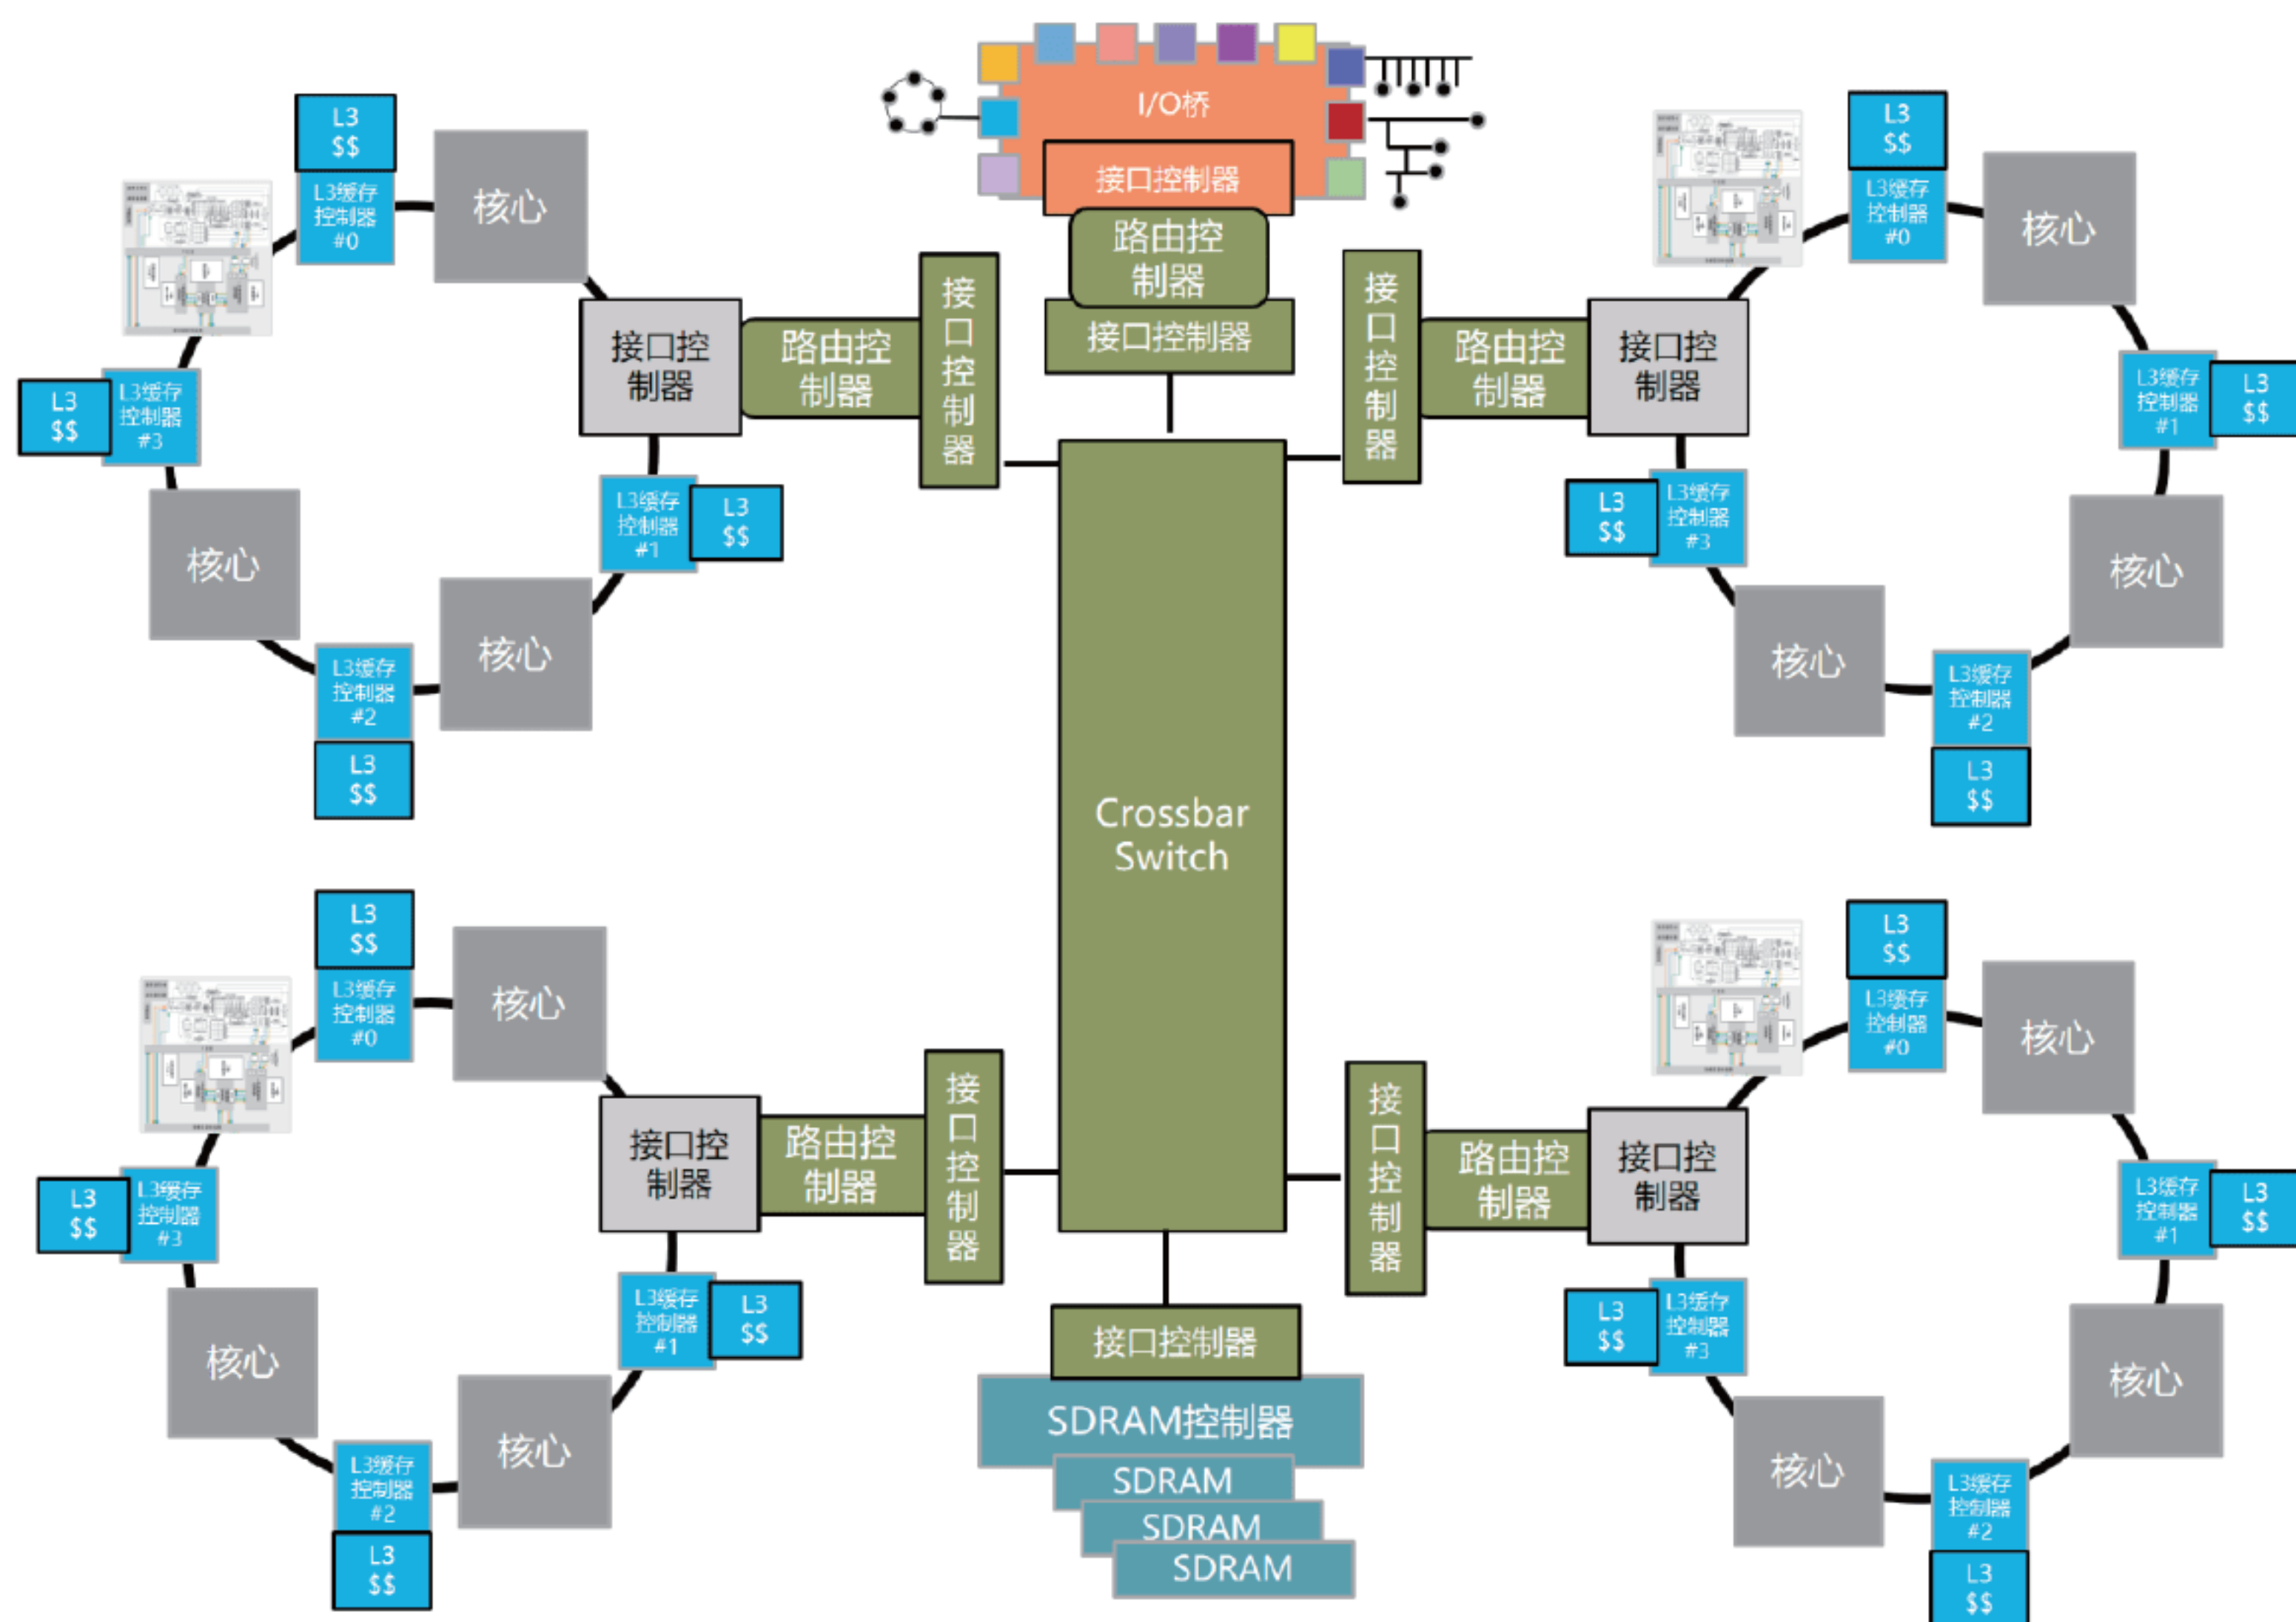 I/O桥
接口控制器
路由控
制器
接口控制器
L3
$$
L3缓存
控制器
#0
核心
接口控
制器
路由控
制器
接
口
控
制
器
L3
$$
L3缓存
控制器
#3
L3缓存
控制器
#1
L3
$$
核心
核心
L3缓存
控制器
#2
L3
$$
L3
$$
L3缓存
控制器
#0
核心
接
口
控
制
器
路由控
制器
接口控
制器
L3缓存
控制器
#1
L3
$$
L3
$$
L3缓存
控制器
#3
核心
核心
L3缓存
控制器
#2
L3
$$
Crossbar
Switch
L3
$$
L3缓存
控制器
#0
核心
接口控
制器
路由控
制器
接
口
控
制
器
L3
$$
L3缓存
控制器
#3
L3缓存
控制器
#1
L3
$$
核心
核心
L3缓存
控制器
#2
L3
$$
L3
$$
L3缓存
控制器
#0
核心
接
口
控
制
器
路由控
制器
接口控
制器
L3缓存
控制器
#1
L3
$$
L3
$$
L3缓存
控制器
#3
核心
核心
L3缓存
控制器
#2
L3
$$
接口控制器
SDRAM控制器
SDRAM
SDRAM
SDRAM